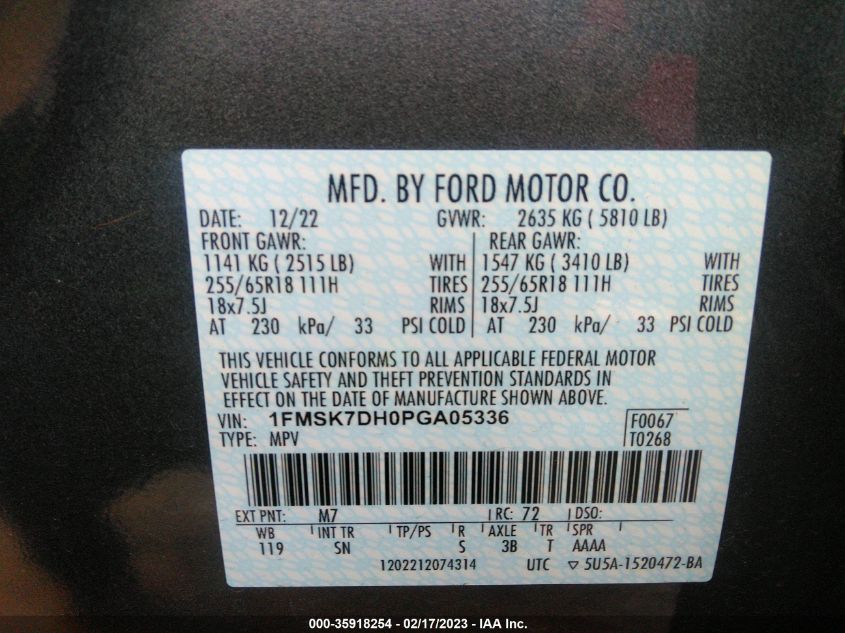 MFD. BY FORD MOTOR CO.
DATE: 12/22 GVWR: 2635 KG ( 5810 LB)
FRONT GAWR: REAR GAWR:
1141 KG ( 2515 LB) WITH 1547 KG ( 3410 LB) WITH
255/65R18 111H TIRES 255/65R18 111H TIRES
18x7.5J RIMS 18x7.5J RIMS
AT 230 kPa/ 33 PSI COLD AT 230 kPa/ 33 PSI COLD
THIS VEHICLE CONFORMS TO ALL APPLICABLE FEDERAL MOTOR
VEHICLE SAFETY AND THEFT PREVENTION STANDARDS IN
EFFECT ON THE DATE OF MANUFACTURE SHOWN ABOVE.
VIN: 1FMSK7DH0PGA05336 F0067
TYPE: MPV T0268
EXT PNT: M7 RC: 72 DSO:
WB INT TR TP/PS R AXLE TR SPR
119 SN S 3B T AAAA
1202212074314 UTC ▽ 5U5A-1520472-BA
000-35918254 - 02/17/2023 - IAA Inc.